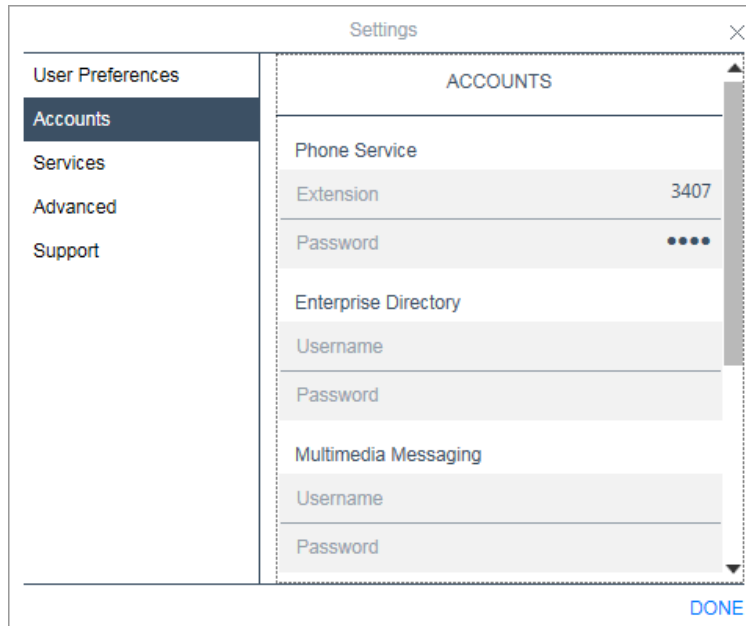 Settings
User Preferences
Accounts
Services
Advanced
Support
ACCOUNTS
Phone Service
Extension 3407
Password ••••
Enterprise Directory
Username
Password
Multimedia Messaging
Username
Password
DONE